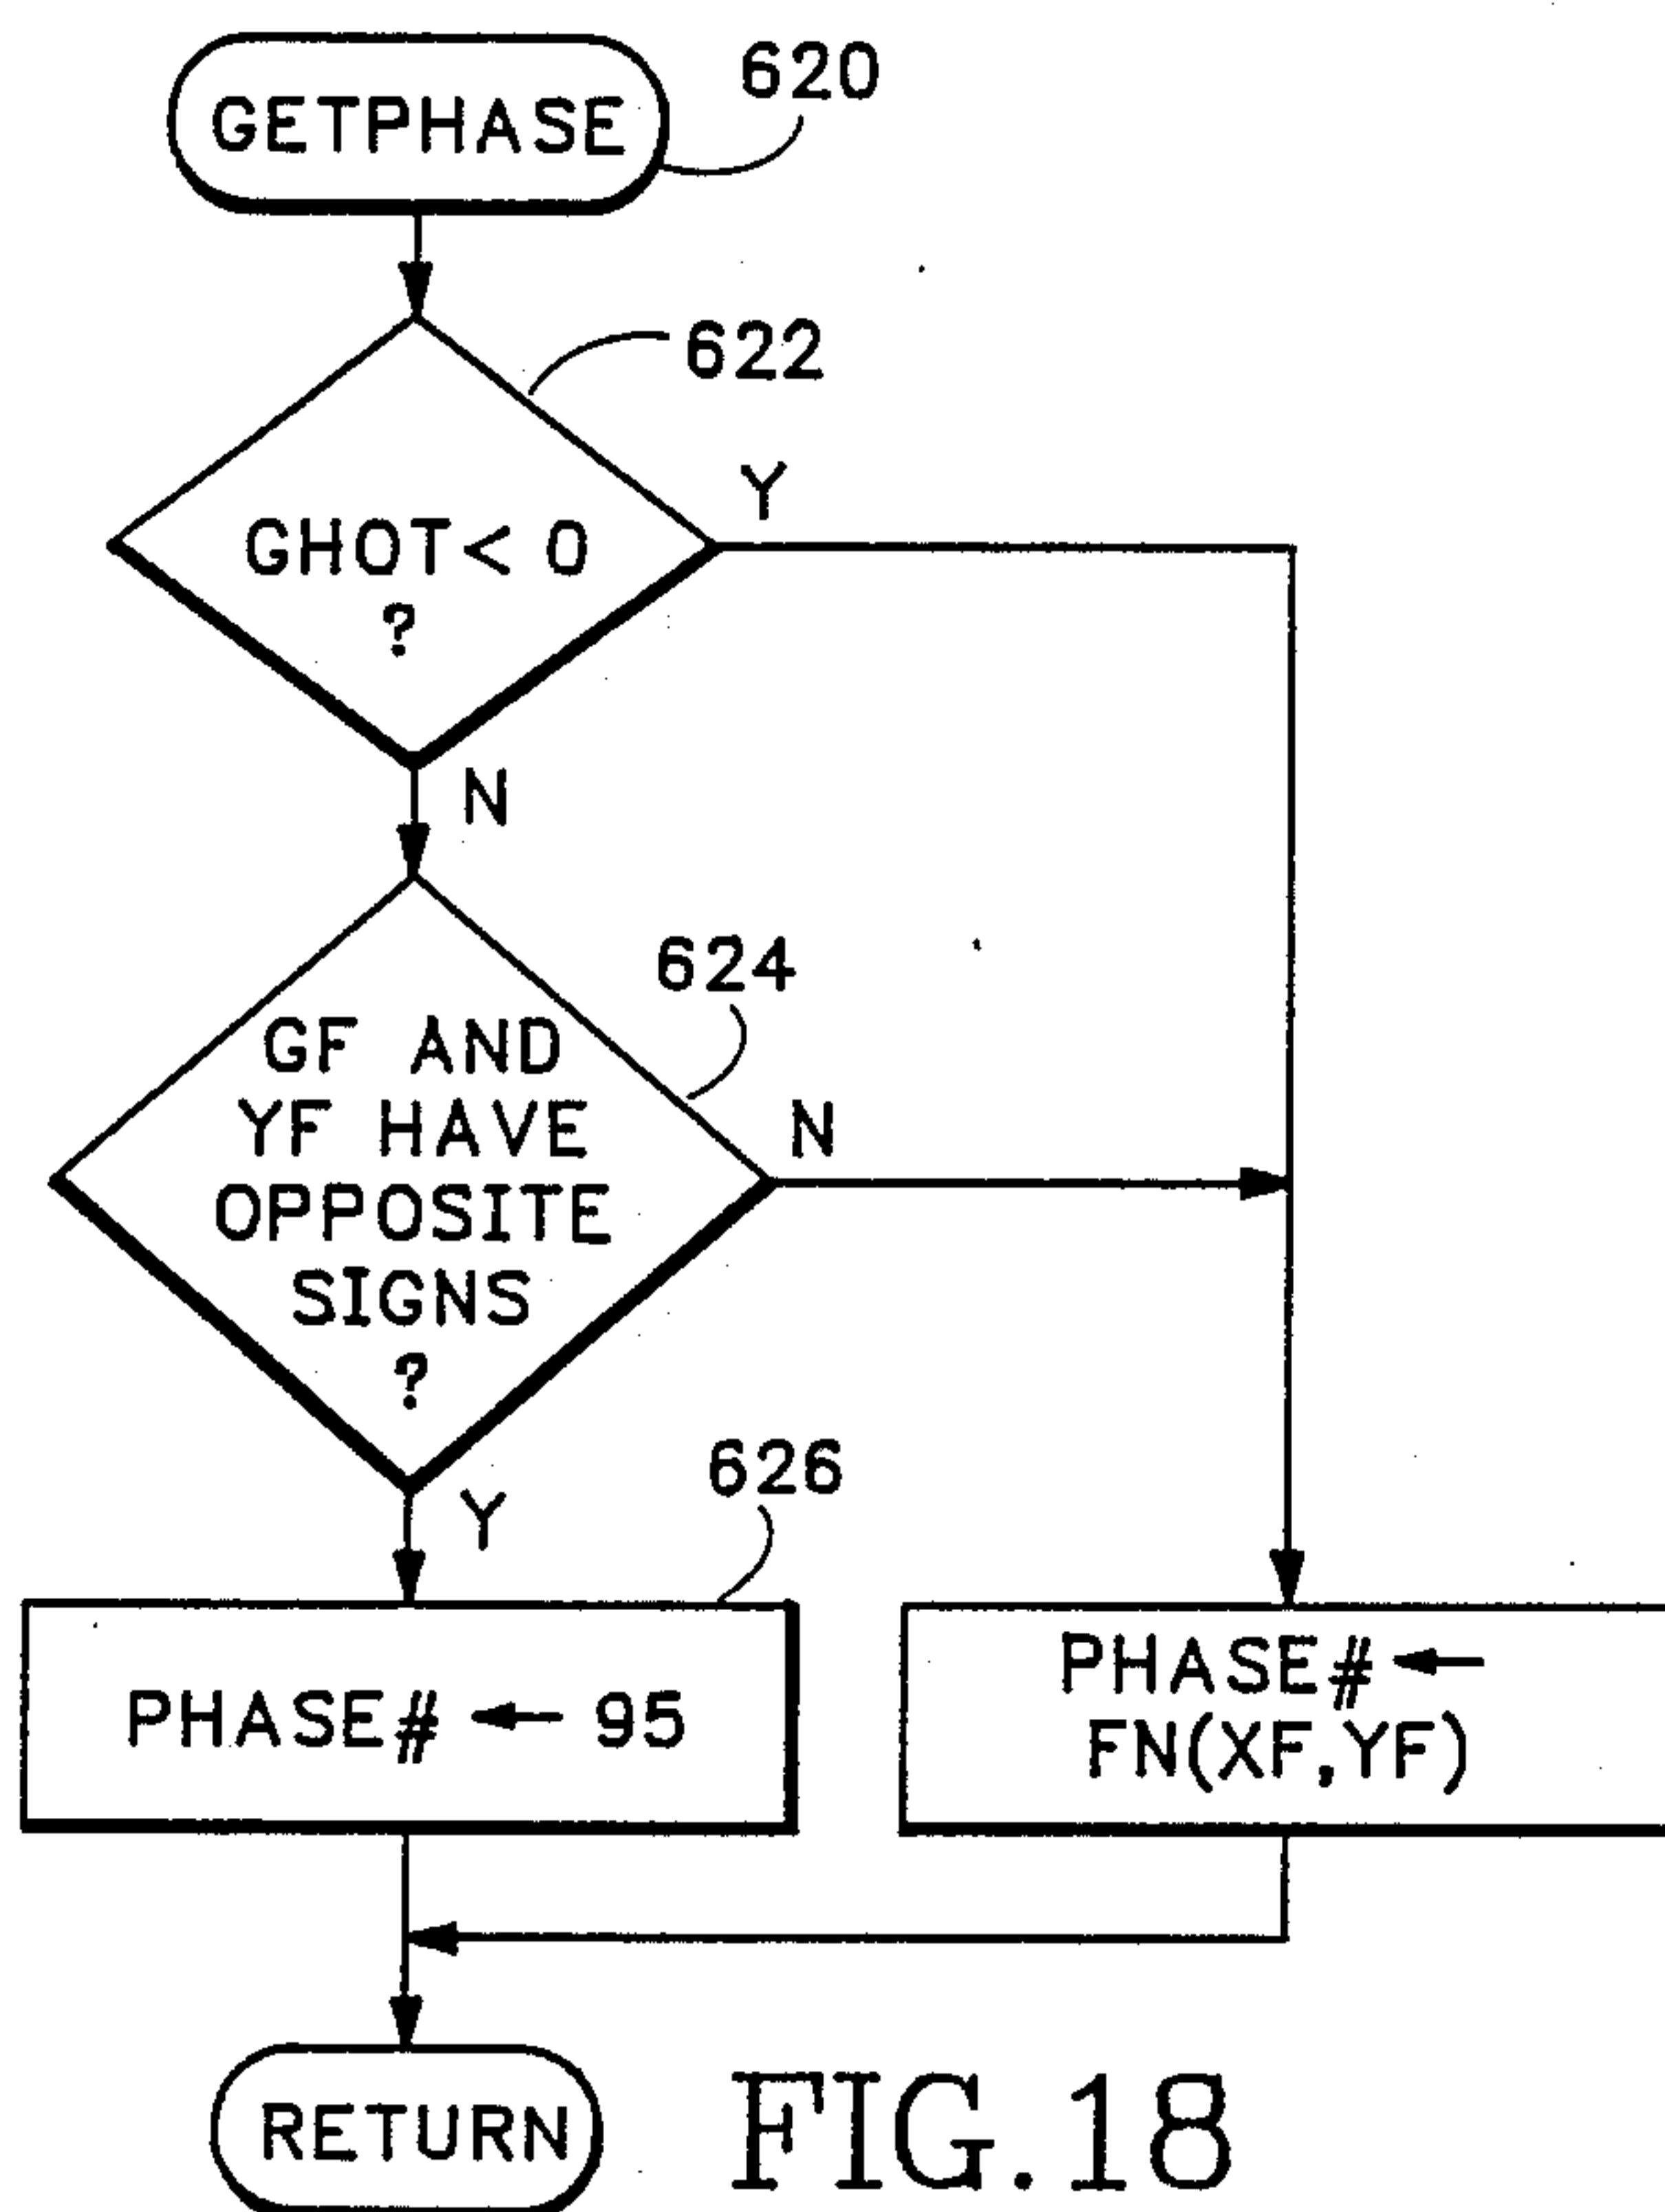 GETPHASE
620
622
GHOT< 0
?
Y
N
624
GF AND
YF HAVE
OPPOSITE
SIGNS
?
N
Y
626
PHASE# ← 95
PHASE# ←
FN(XF,YF)
RETURN
FIG.18